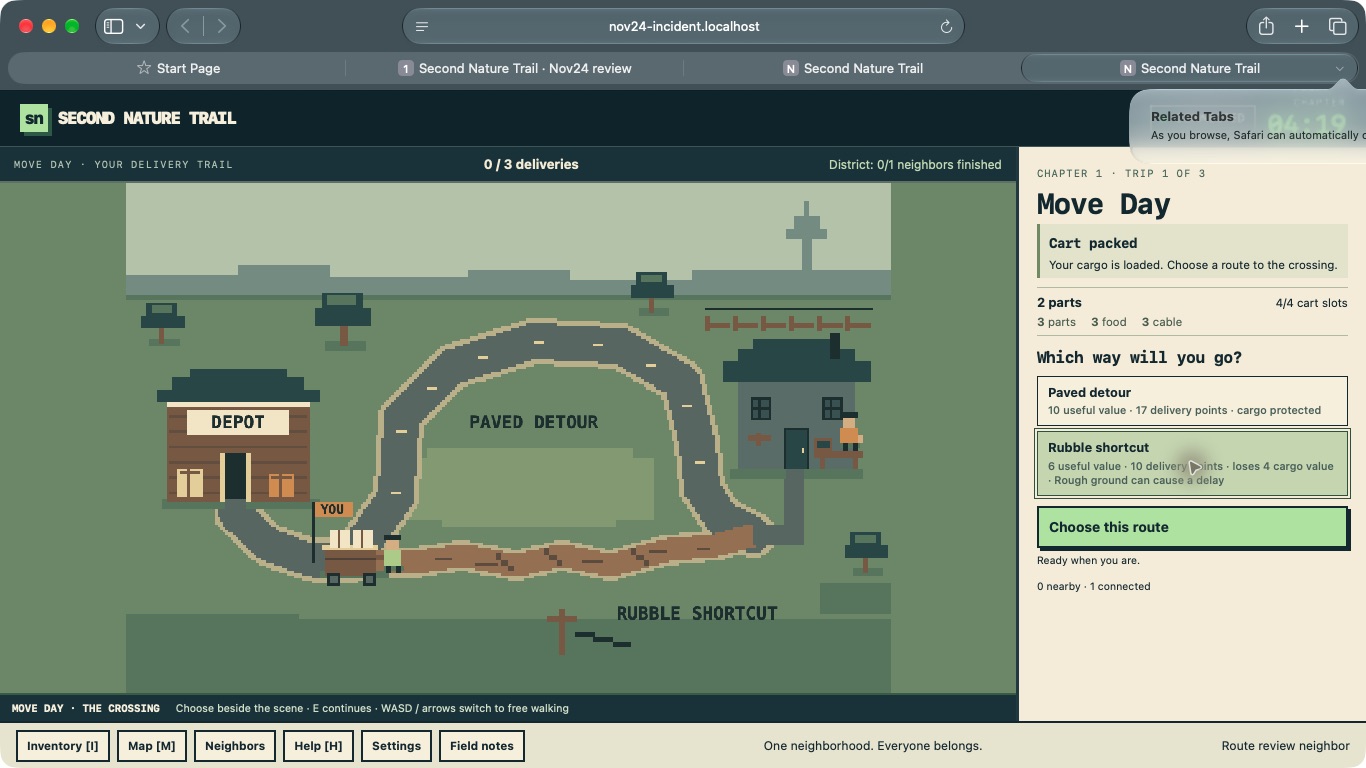 nov24-incident.localhost
Start Page
1 Second Nature Trail · Nov24 review
N Second Nature Trail
N Second Nature Trail
sn SECOND NATURE TRAIL
CHAPTER
04:19
Related Tabs
As you browse, Safari can automatically
MOVE DAY · YOUR DELIVERY TRAIL
0 / 3 deliveries
District: 0/1 neighbors finished
CHAPTER 1 · TRIP 1 OF 3
Move Day
Cart packed
Your cargo is loaded. Choose a route to the crossing.
2 parts
4/4 cart slots
3 parts 3 food 3 cable
Which way will you go?
Paved detour
10 useful value · 17 delivery points · cargo protected
Rubble shortcut
6 useful value · 10 delivery points · loses 4 cargo value
· Rough ground can cause a delay
Choose this route
Ready when you are.
0 nearby · 1 connected
DEPOT
PAVED DETOUR
YOU
RUBBLE SHORTCUT
MOVE DAY · THE CROSSING
Choose beside the scene · E continues · WASD / arrows switch to free walking
Inventory [I]
Map [M]
Neighbors
Help [H]
Settings
Field notes
One neighborhood. Everyone belongs.
Route review neighbor